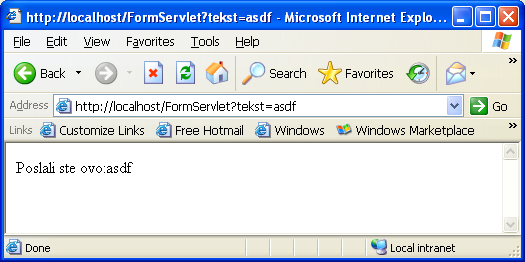 http://localhost/FormServlet?tekst=asdf - Microsoft Internet Explo...
File Edit View Favorites Tools Help
Back Search Favorites
Address http://localhost/FormServlet?tekst=asdf Go
Links Customize Links Free Hotmail Windows Windows Marketplace
Poslali ste ovo:asdf
Done Local intranet